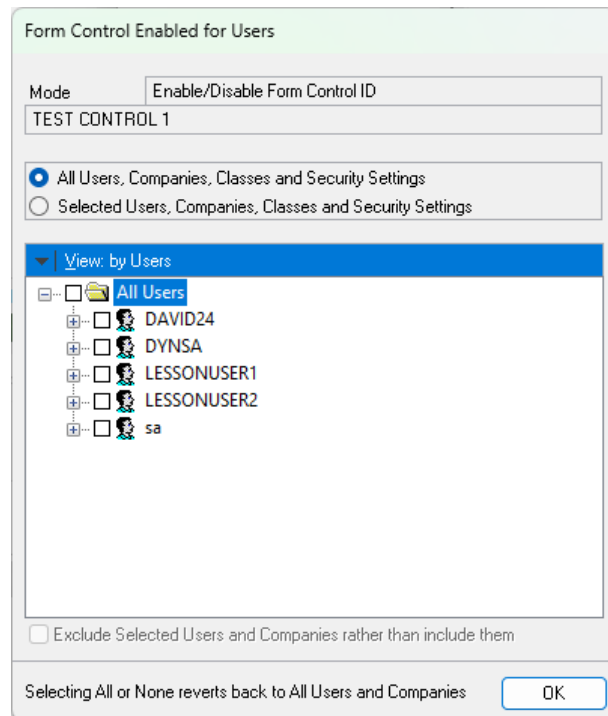 Form Control Enabled for Users
Mode Enable/Disable Form Control ID
TEST CONTROL 1
All Users, Companies, Classes and Security Settings
Selected Users, Companies, Classes and Security Settings
View: by Users
All Users
DAVID24
DYNSA
LESSONUSER1
LESSONUSER2
sa
Exclude Selected Users and Companies rather than include them
Selecting All or None reverts back to All Users and Companies OK